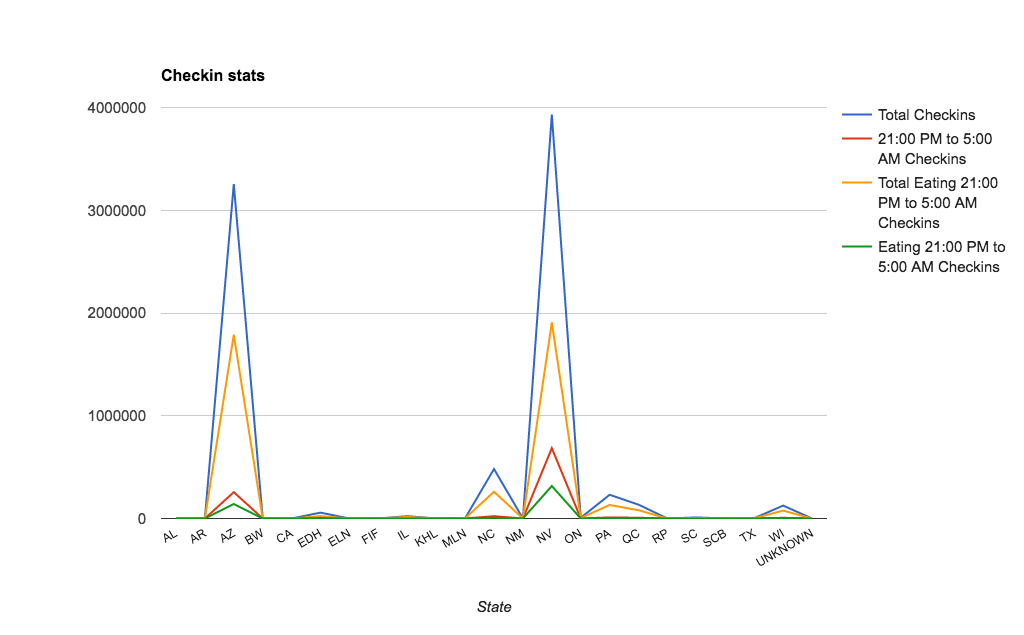 Checkin stats
4000000
3000000
2000000
1000000
0
Total Checkins
21:00 PM to 5:00
AM Checkins
Total Eating 21:00
PM to 5:00 AM
Checkins
Eating 21:00 PM to
5:00 AM Checkins
AL
AR
AZ
BW
CA
EDH
ELN
FIF
IL
KHL
MLN
NC
NM
NV
ON
PA
QC
RP
SC
SCB
TX
WI
UNKNOWN
State